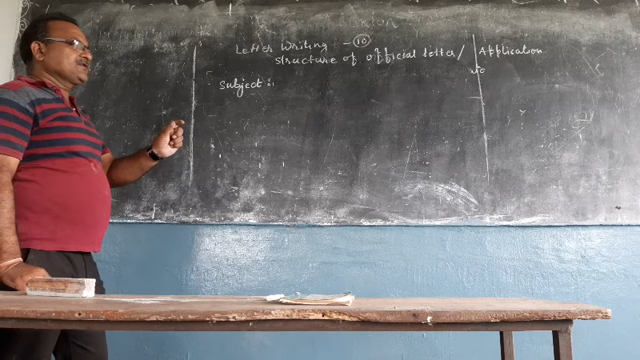 Letter Writing :- (10)
Structure of official letter / Application
Subject :-